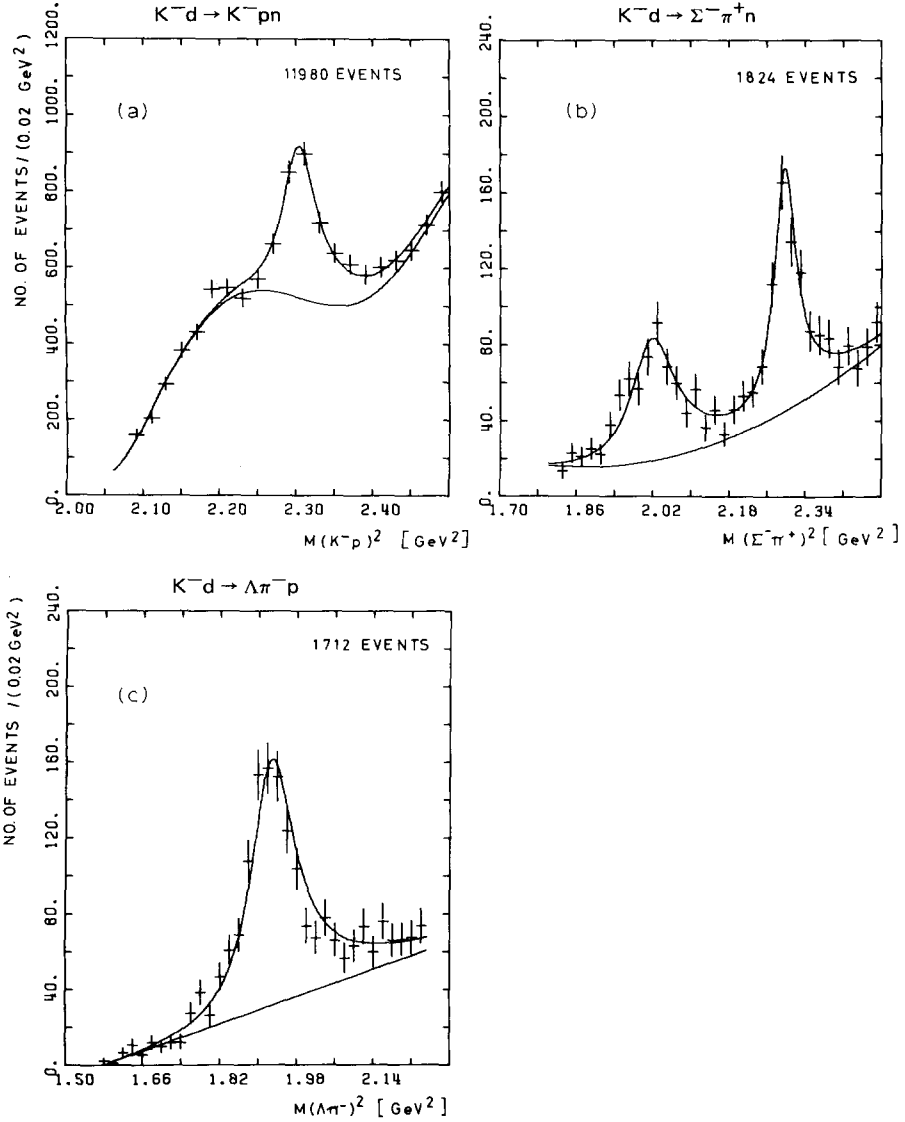 K⁻d → K⁻pn
NO. OF EVENTS / (0.02 GeV²)
1200.
1000.
800.
600.
400.
200.
0.
11980 EVENTS
(a)
2.00 2.10 2.20 2.30 2.40
M(K⁻p)² [GeV²]
K⁻d → Σ⁻π⁺n
240.
200.
160.
120.
80.
40.
0.
1824 EVENTS
(b)
1.70 1.86 2.02 2.18 2.34
M(Σ⁻π⁺)² [GeV²]
K⁻d → Λπ⁻p
NO. OF EVENTS / (0.02 GeV²)
240.
200.
160.
120.
80.
40.
0.
1712 EVENTS
(c)
1.50 1.66 1.82 1.98 2.14
M(Λπ⁻)² [GeV²]